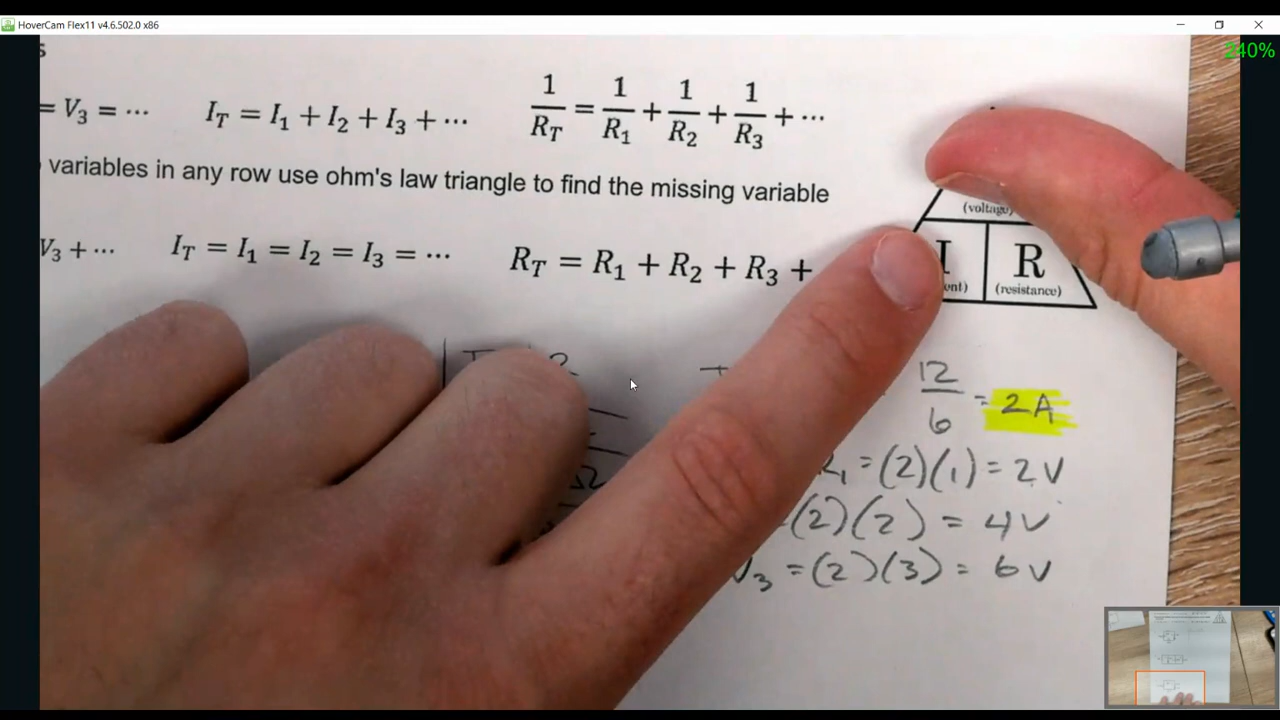 HoverCam Flex11 v4.6.502.0 x86
240%
s
= V₃ = ⋯ I_T = I₁ + I₂ + I₃ + ⋯ 1/R_T = 1/R₁ + 1/R₂ + 1/R₃ + ⋯
variables in any row use ohm's law triangle to find the missing variable
(voltage)
V₃ + ⋯ I_T = I₁ = I₂ = I₃ = ⋯ R_T = R₁ + R₂ + R₃ +
I R
(resistance)
12/6 = 2A
R₁ = (2)(1) = 2V
= (2)(2) = 4V
V₃ = (2)(3) = 6V